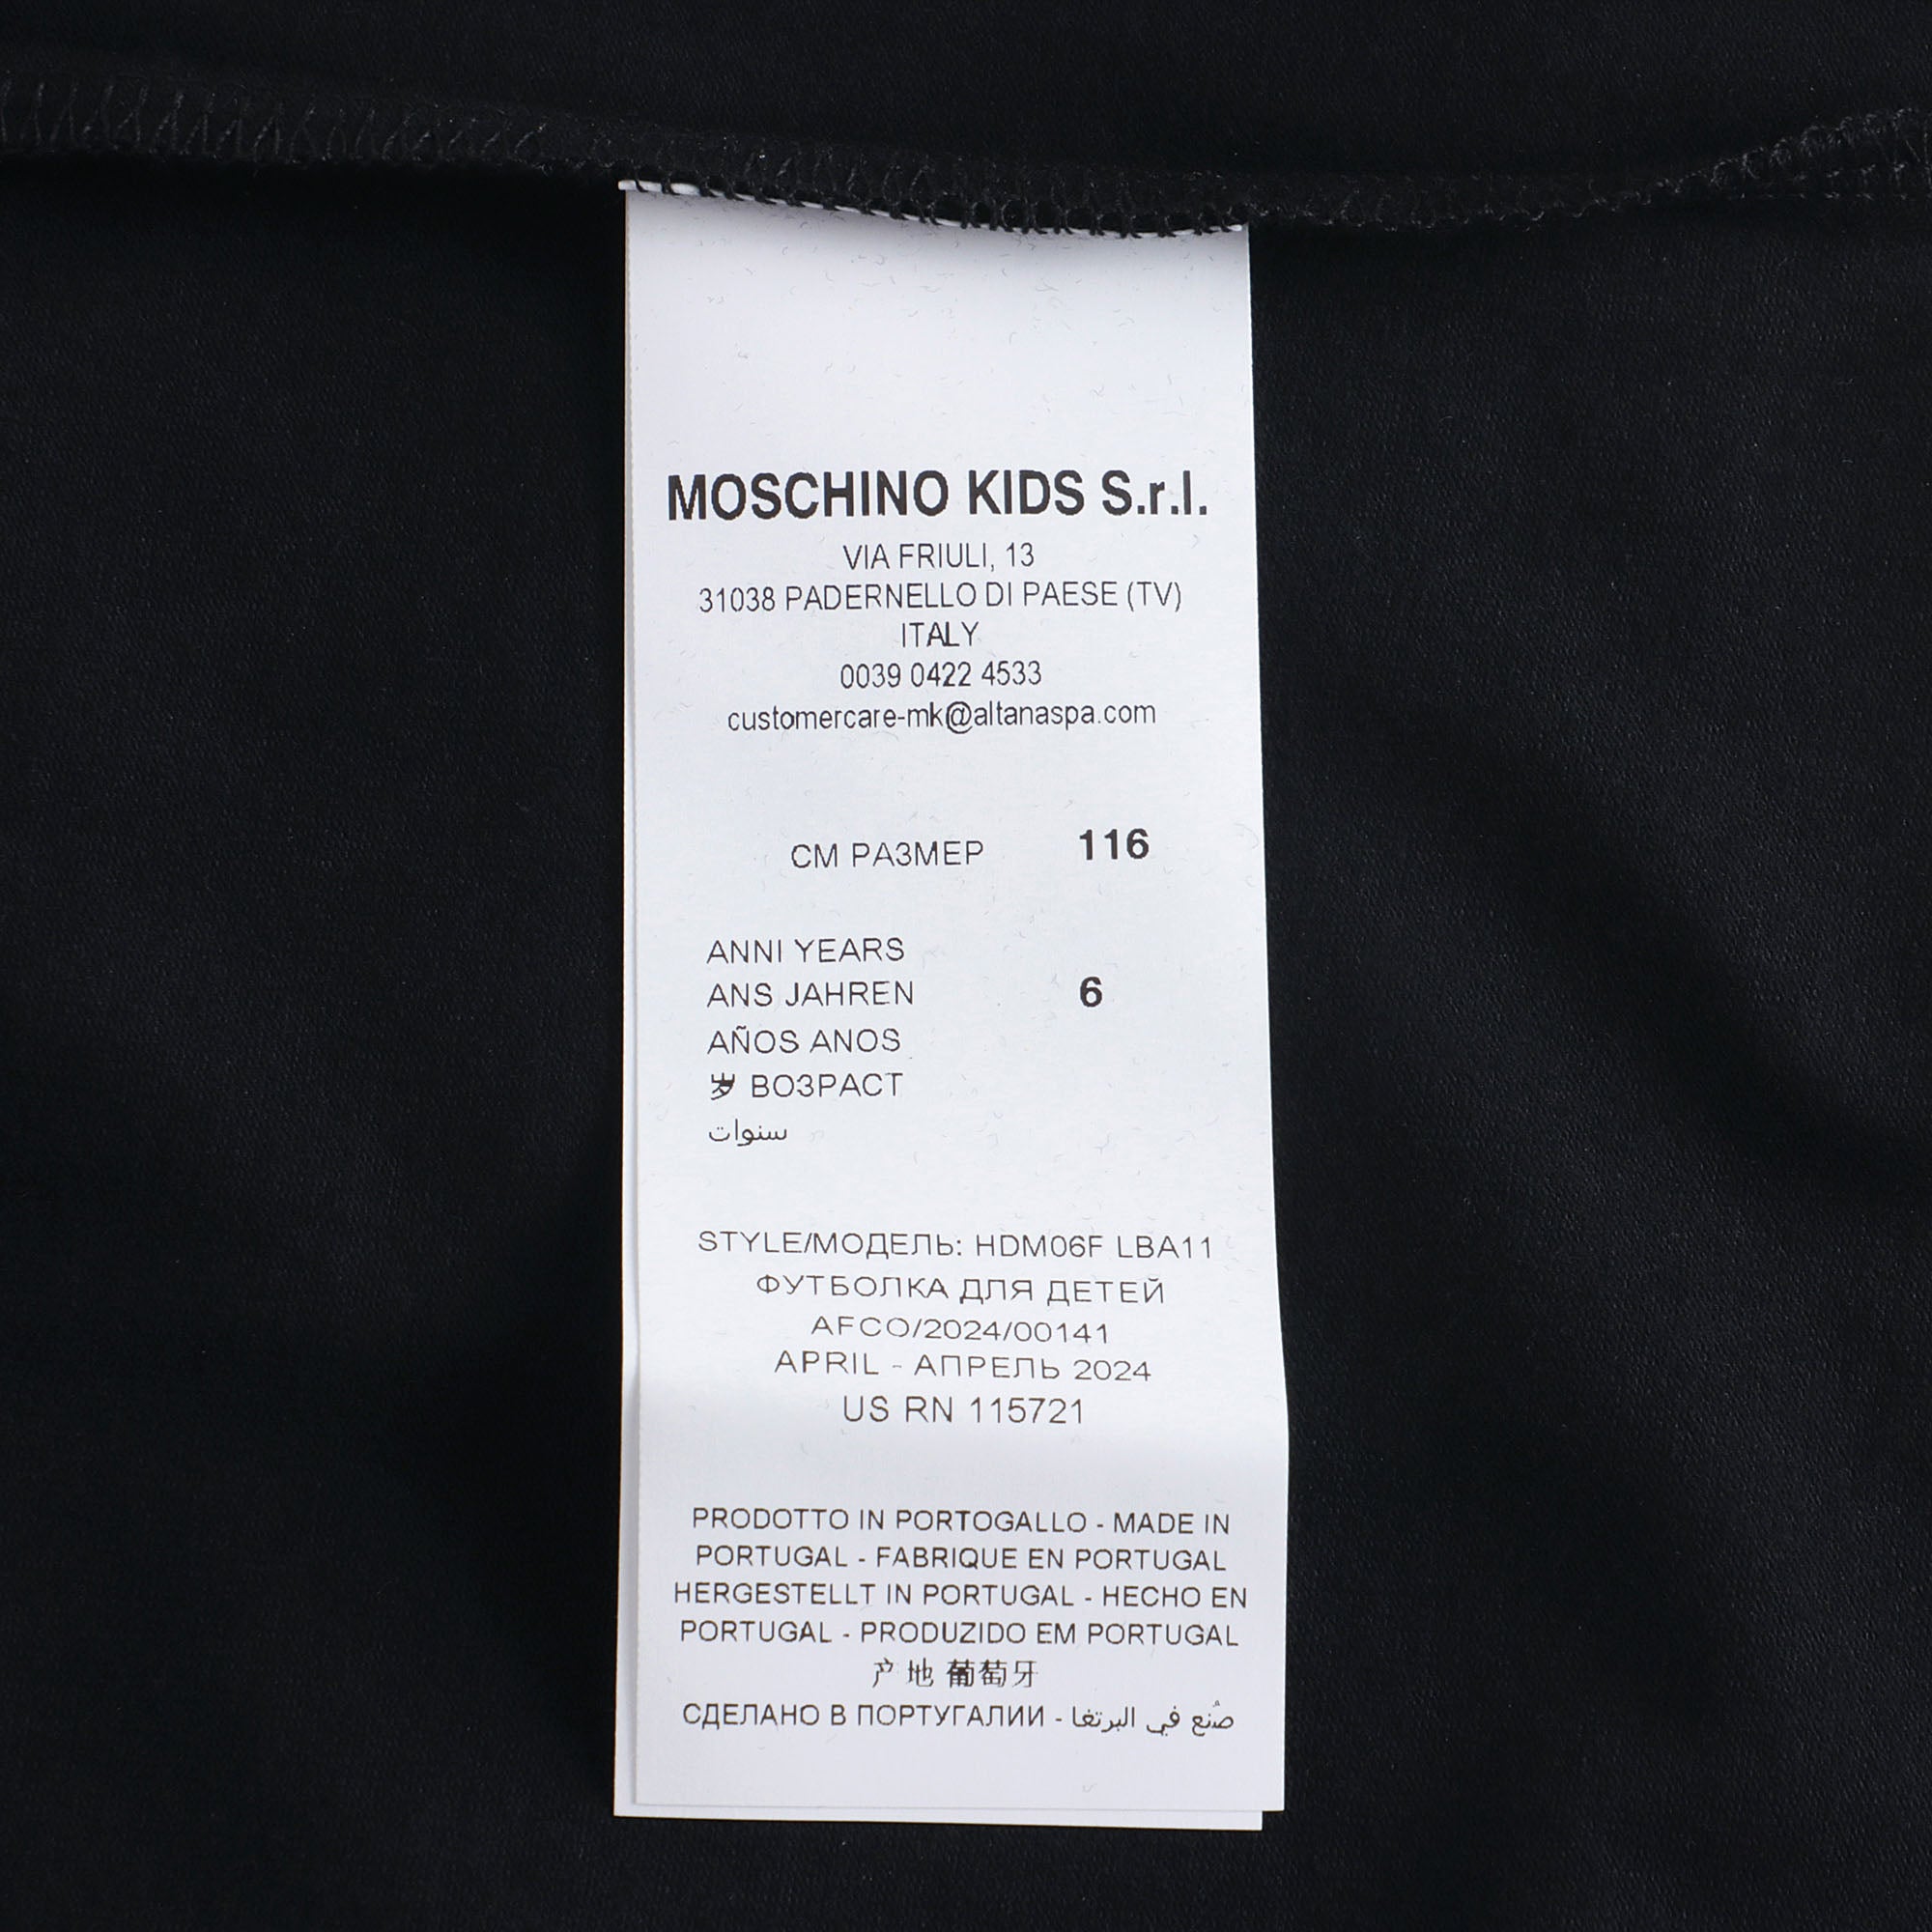 MOSCHINO KIDS S.r.l.
VIA FRIULI, 13
31038 PADERNELLO DI PAESE (TV)
ITALY
0039 0422 4533
customercare-mk@altanaspa.com
СМ РАЗМЕР 116
ANNI YEARS
ANS JAHREN 6
AÑOS ANOS
岁 ВОЗРАСТ
سنوات
STYLE/МОДЕЛЬ: HDM06F LBA11
ФУТБОЛКА ДЛЯ ДЕТЕЙ
AFCO/2024/00141
APRIL - АПРЕЛЬ 2024
US RN 115721
PRODOTTO IN PORTOGALLO - MADE IN
PORTUGAL - FABRIQUE EN PORTUGAL
HERGESTELLT IN PORTUGAL - HECHO EN
PORTUGAL - PRODUZIDO EM PORTUGAL
产地 葡萄牙
СДЕЛАНО В ПОРТУГАЛИИ - صُنع في البرتغا